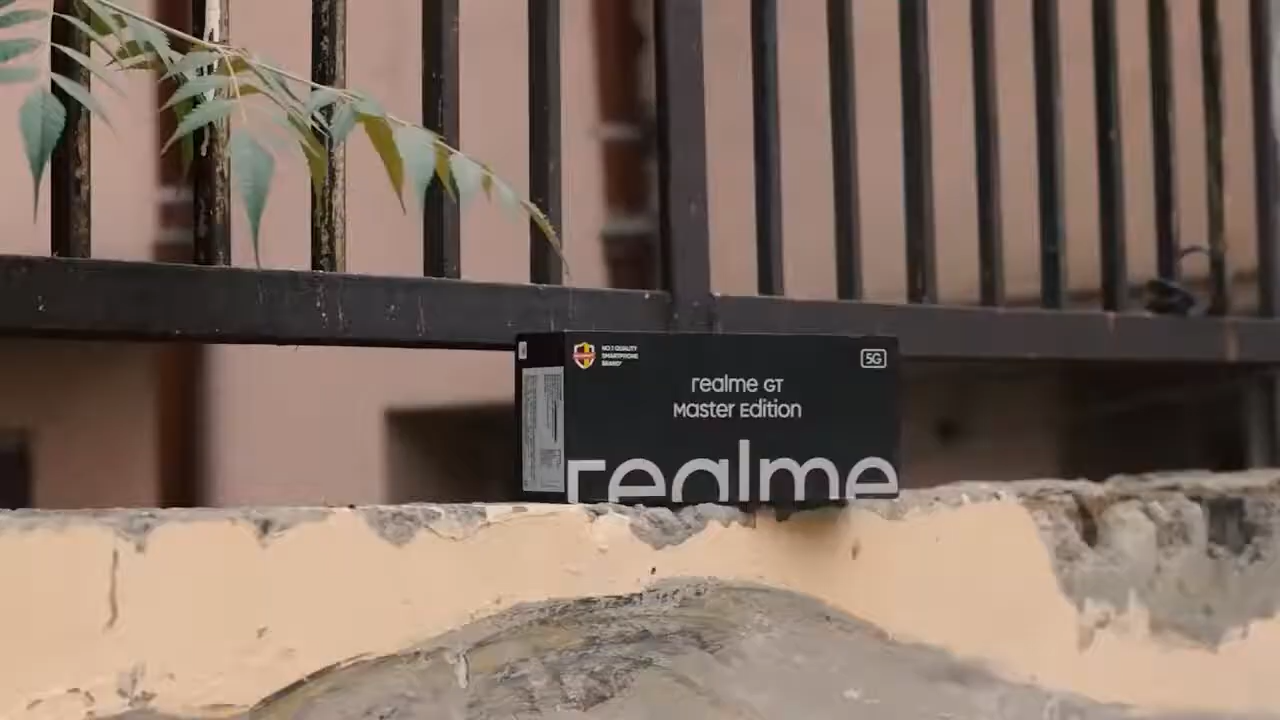 NO.1 QUALITY
SMARTPHONE
BRAND*
5G
realme GT
Master Edition
realme